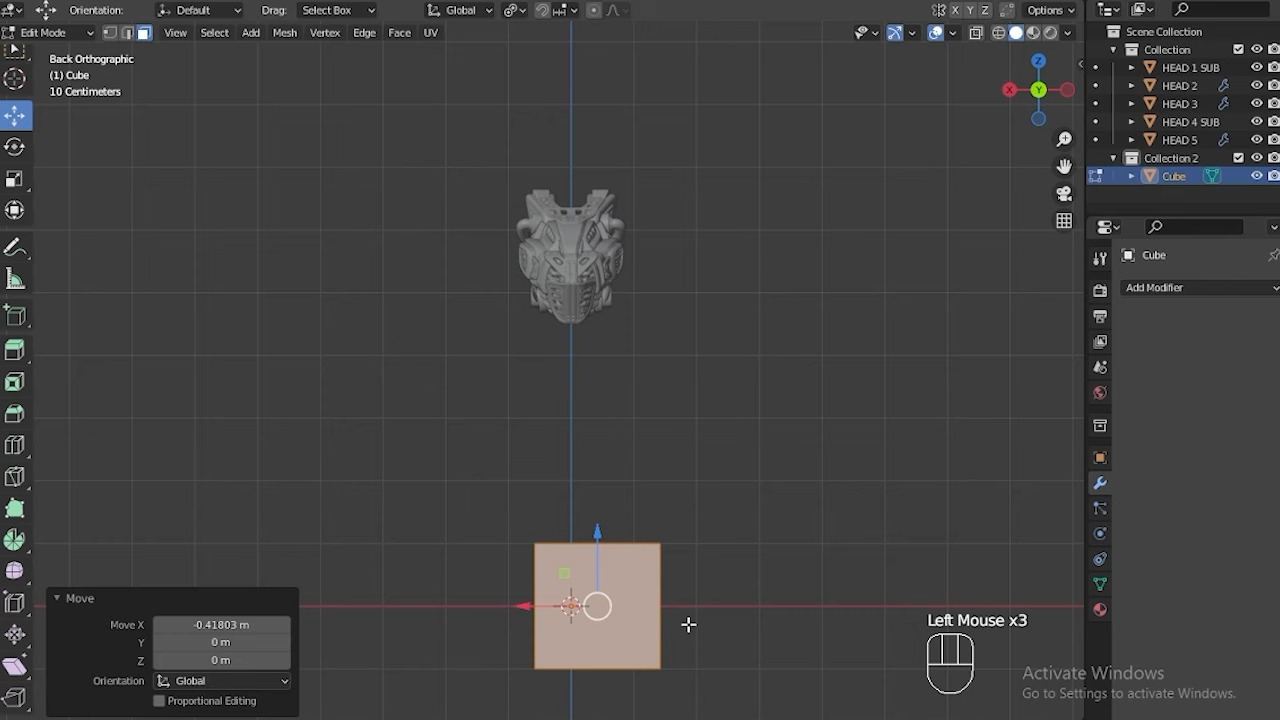 Orientation: Default Drag: Select Box Global X Y Z Options
Edit Mode View Select Add Mesh Vertex Edge Face UV
Back Orthographic
(1) Cube
10 Centimeters
Z
X
Y
Scene Collection
Collection
HEAD 1 SUB
HEAD 2
HEAD 3
HEAD 4 SUB
HEAD 5
Collection 2
Cube
Cube
Add Modifier
Move
Move X -0.41803 m
Y 0 m
Z 0 m
Orientation Global
Proportional Editing
Left Mouse x3
Activate Windows
Go to Settings to activate Windows.